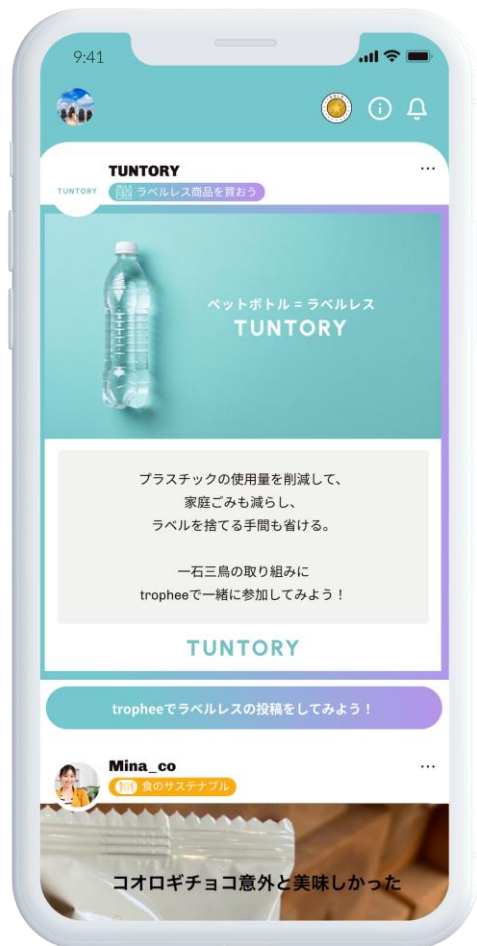 9:41
TUNTORY
...
TUNTORY
ラベルレス商品を買おう
ペットボトル = ラベルレス
TUNTORY
プラスチックの使用量を削減して、
家庭ごみも減らし、
ラベルを捨てる手間も省ける。
一石三鳥の取り組みに
tropheeで一緒に参加してみよう！
TUNTORY
tropheeでラベルレスの投稿をしてみよう！
Mina_co
...
食のサステナブル
コオロギチョコ意外と美味しかった